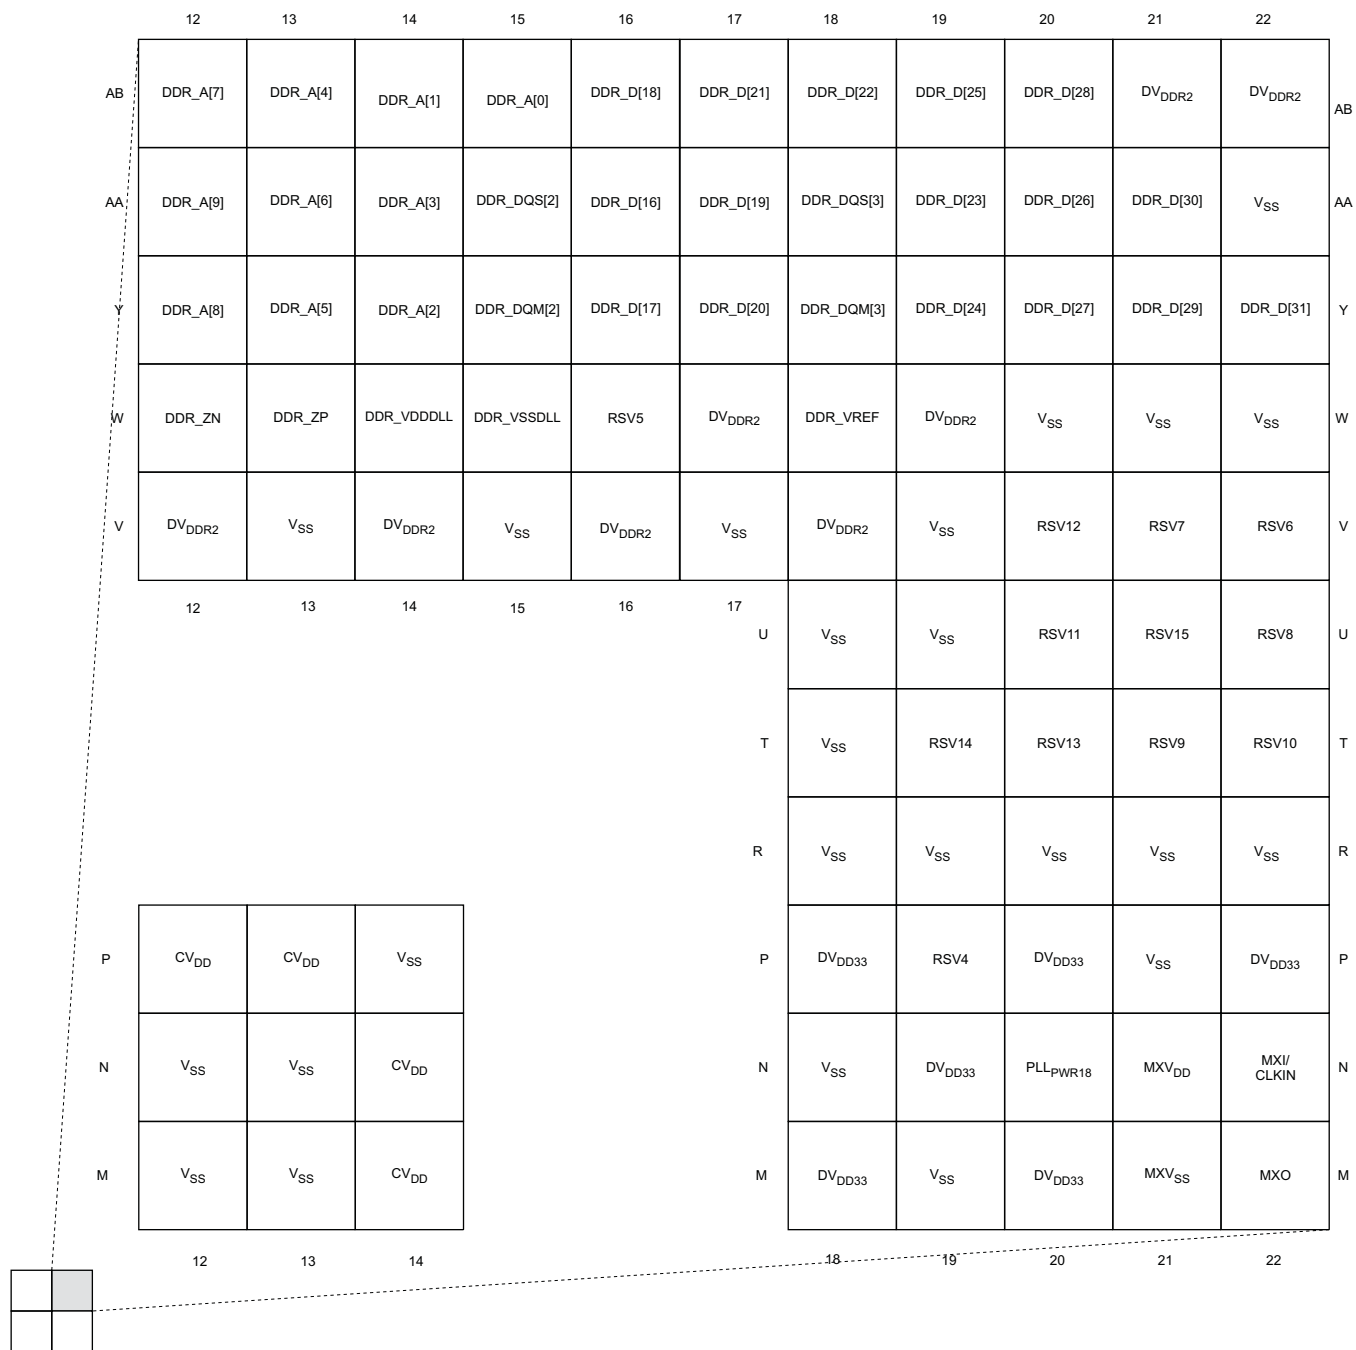 12 13 14 15 16 17 18 19 20 21 22
AB DDR_A[7] DDR_A[4] DDR_A[1] DDR_A[0] DDR_D[18] DDR_D[21] DDR_D[22] DDR_D[25] DDR_D[28] DVDDR2 DVDDR2 AB
AA DDR_A[9] DDR_A[6] DDR_A[3] DDR_DQS[2] DDR_D[16] DDR_D[19] DDR_DQS[3] DDR_D[23] DDR_D[26] DDR_D[30] VSS AA
Y DDR_A[8] DDR_A[5] DDR_A[2] DDR_DQM[2] DDR_D[17] DDR_D[20] DDR_DQM[3] DDR_D[24] DDR_D[27] DDR_D[29] DDR_D[31] Y
W DDR_ZN DDR_ZP DDR_VDDDLL DDR_VSSDLL RSV5 DVDDR2 DDR_VREF DVDDR2 VSS VSS VSS W
V DVDDR2 VSS DVDDR2 VSS DVDDR2 VSS DVDDR2 VSS RSV12 RSV7 RSV6 V
12 13 14 15 16 17
U VSS VSS RSV11 RSV15 RSV8 U
T VSS RSV14 RSV13 RSV9 RSV10 T
R VSS VSS VSS VSS VSS R
P CVDD CVDD VSS P DVDD33 RSV4 DVDD33 VSS DVDD33 P
N VSS VSS CVDD N VSS DVDD33 PLLPWR18 MXVDD MXI/
CLKIN N
M VSS VSS CVDD M DVDD33 VSS DVDD33 MXVSS MXO M
12 13 14 18 19 20 21 22